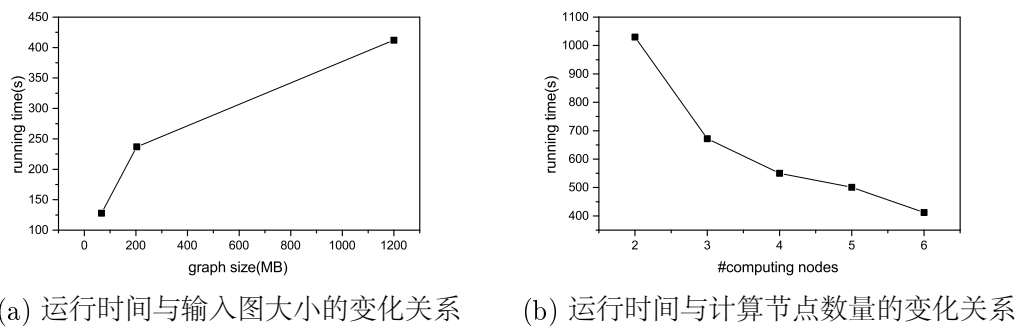 450
400
350
300
250
200
150
100
running time(s)
0 200 400 600 800 1000 1200
graph size(MB)
1100
1000
900
800
700
600
500
400
running time(s)
2 3 4 5 6
#computing nodes
(a) 运行时间与输入图大小的变化关系
(b) 运行时间与计算节点数量的变化关系